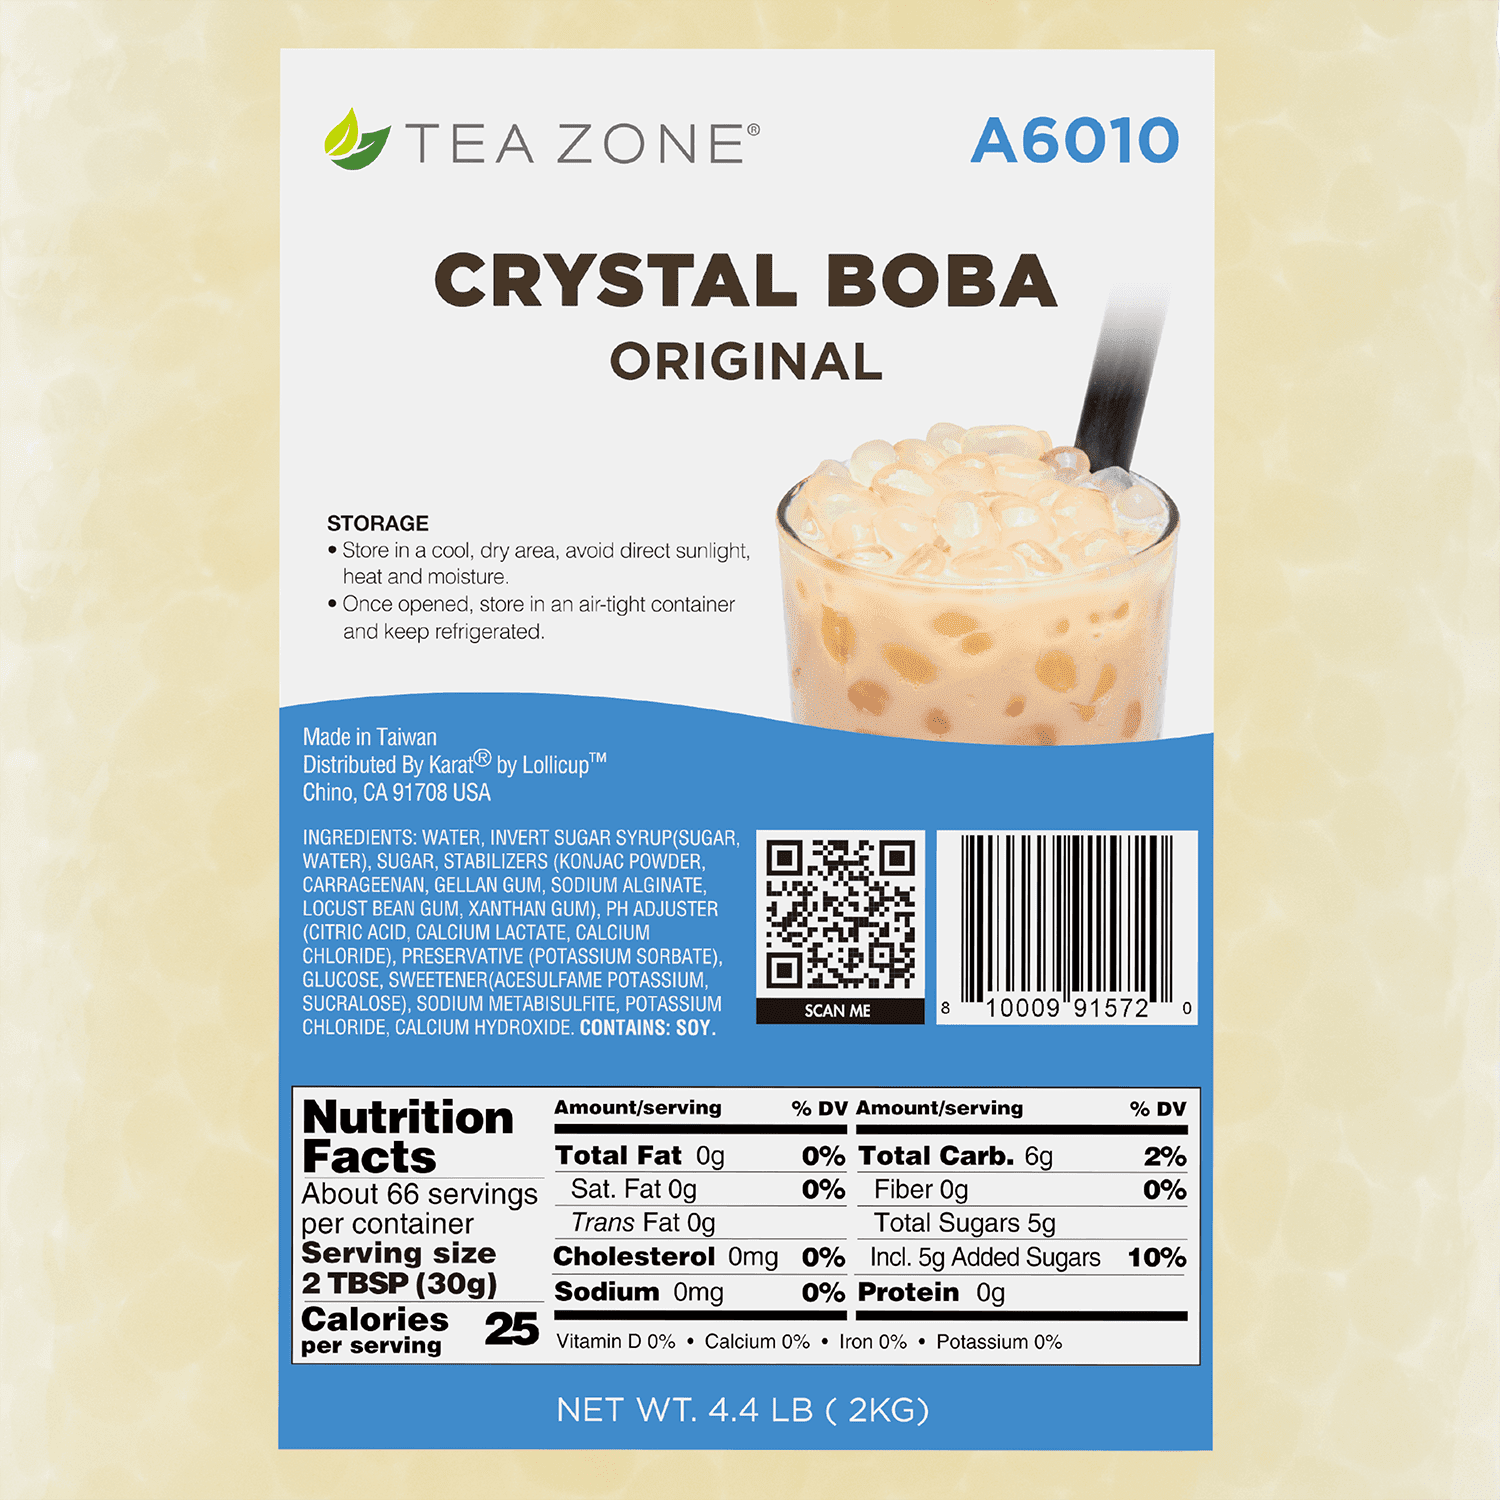 TEA ZONE®
A6010
CRYSTAL BOBA
ORIGINAL
STORAGE
• Store in a cool, dry area, avoid direct sunlight,
heat and moisture.
• Once opened, store in an air-tight container
and keep refrigerated.
Made in Taiwan
Distributed By Karat® by Lollicup™
Chino, CA 91708 USA
INGREDIENTS: WATER, INVERT SUGAR SYRUP(SUGAR,
WATER), SUGAR, STABILIZERS (KONJAC POWDER,
CARRAGEENAN, GELLAN GUM, SODIUM ALGINATE,
LOCUST BEAN GUM, XANTHAN GUM), PH ADJUSTER
(CITRIC ACID, CALCIUM LACTATE, CALCIUM
CHLORIDE), PRESERVATIVE (POTASSIUM SORBATE),
GLUCOSE, SWEETENER(ACESULFAME POTASSIUM,
SUCRALOSE), SODIUM METABISULFITE, POTASSIUM
CHLORIDE, CALCIUM HYDROXIDE. CONTAINS: SOY.
SCAN ME
8 10009 91572 0
Nutrition
Facts
About 66 servings
per container
Serving size
2 TBSP (30g)
Calories 25
per serving
Amount/serving % DV
Total Fat 0g 0%
Sat. Fat 0g 0%
Trans Fat 0g
Cholesterol 0mg 0%
Sodium 0mg 0%
Amount/serving % DV
Total Carb. 6g 2%
Fiber 0g 0%
Total Sugars 5g
Incl. 5g Added Sugars 10%
Protein 0g
Vitamin D 0% • Calcium 0% • Iron 0% • Potassium 0%
NET WT. 4.4 LB ( 2KG)